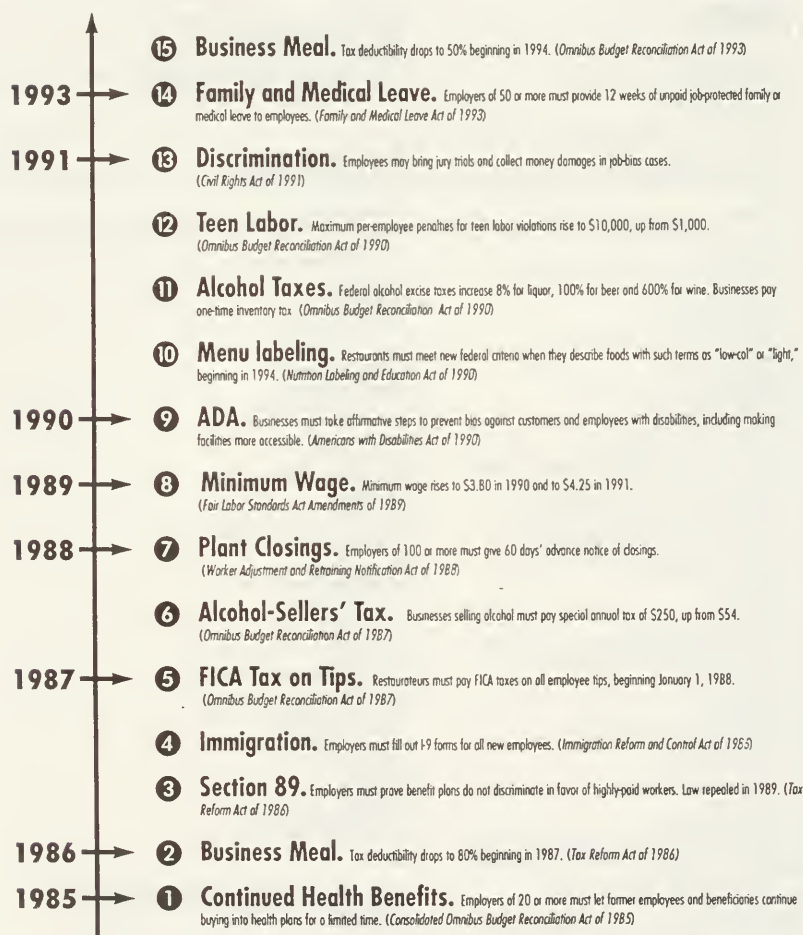 15 Business Meal. Tax deductibility drops to 50% beginning in 1994. (Omnibus Budget Reconciliation Act of 1993)
1993 14 Family and Medical Leave. Employers of 50 or more must provide 12 weeks of unpaid job-protected family or
medical leave to employees. (Family and Medical Leave Act of 1993)
1991 13 Discrimination. Employees may bring jury trials and collect money damages in job-bias cases.
(Civil Rights Act of 1991)
12 Teen Labor. Maximum per-employee penalties for teen labor violations rise to $10,000, up from $1,000.
(Omnibus Budget Reconciliation Act of 1990)
11 Alcohol Taxes. Federal alcohol excise taxes increase 8% for liquor, 100% for beer and 600% for wine. Businesses pay
one-time inventory tax (Omnibus Budget Reconciliation Act of 1990)
10 Menu labeling. Restaurants must meet new federal criteria when they describe foods with such terms as "low-cal" or "light,"
beginning in 1994. (Nutrition Labeling and Education Act of 1990)
1990 9 ADA. Businesses must take affirmative steps to prevent bias against customers and employees with disabilities, including making
facilities more accessible. (Americans with Disabilities Act of 1990)
1989 8 Minimum Wage. Minimum wage rises to $3.80 in 1990 and to $4.25 in 1991.
(Fair Labor Standards Act Amendments of 1989)
1988 7 Plant Closings. Employers of 100 or more must give 60 days' advance notice of closings.
(Worker Adjustment and Retraining Notification Act of 1988)
6 Alcohol-Sellers' Tax. Businesses selling alcohol must pay special annual tax of $250, up from $54.
(Omnibus Budget Reconciliation Act of 1987)
1987 5 FICA Tax on Tips. Restaurateurs must pay FICA taxes on all employee tips, beginning January 1, 1988.
(Omnibus Budget Reconciliation Act of 1987)
4 Immigration. Employers must fill out I-9 forms for all new employees. (Immigration Reform and Control Act of 1985)
3 Section 89. Employers must prove benefit plans do not discriminate in favor of highly-paid workers. Law repealed in 1989. (Tax
Reform Act of 1986)
1986 2 Business Meal. Tax deductibility drops to 80% beginning in 1987. (Tax Reform Act of 1986)
1985 1 Continued Health Benefits. Employers of 20 or more must let former employees and beneficiaries continue
buying into health plans for a limited time. (Consolidated Omnibus Budget Reconciliation Act of 1985)